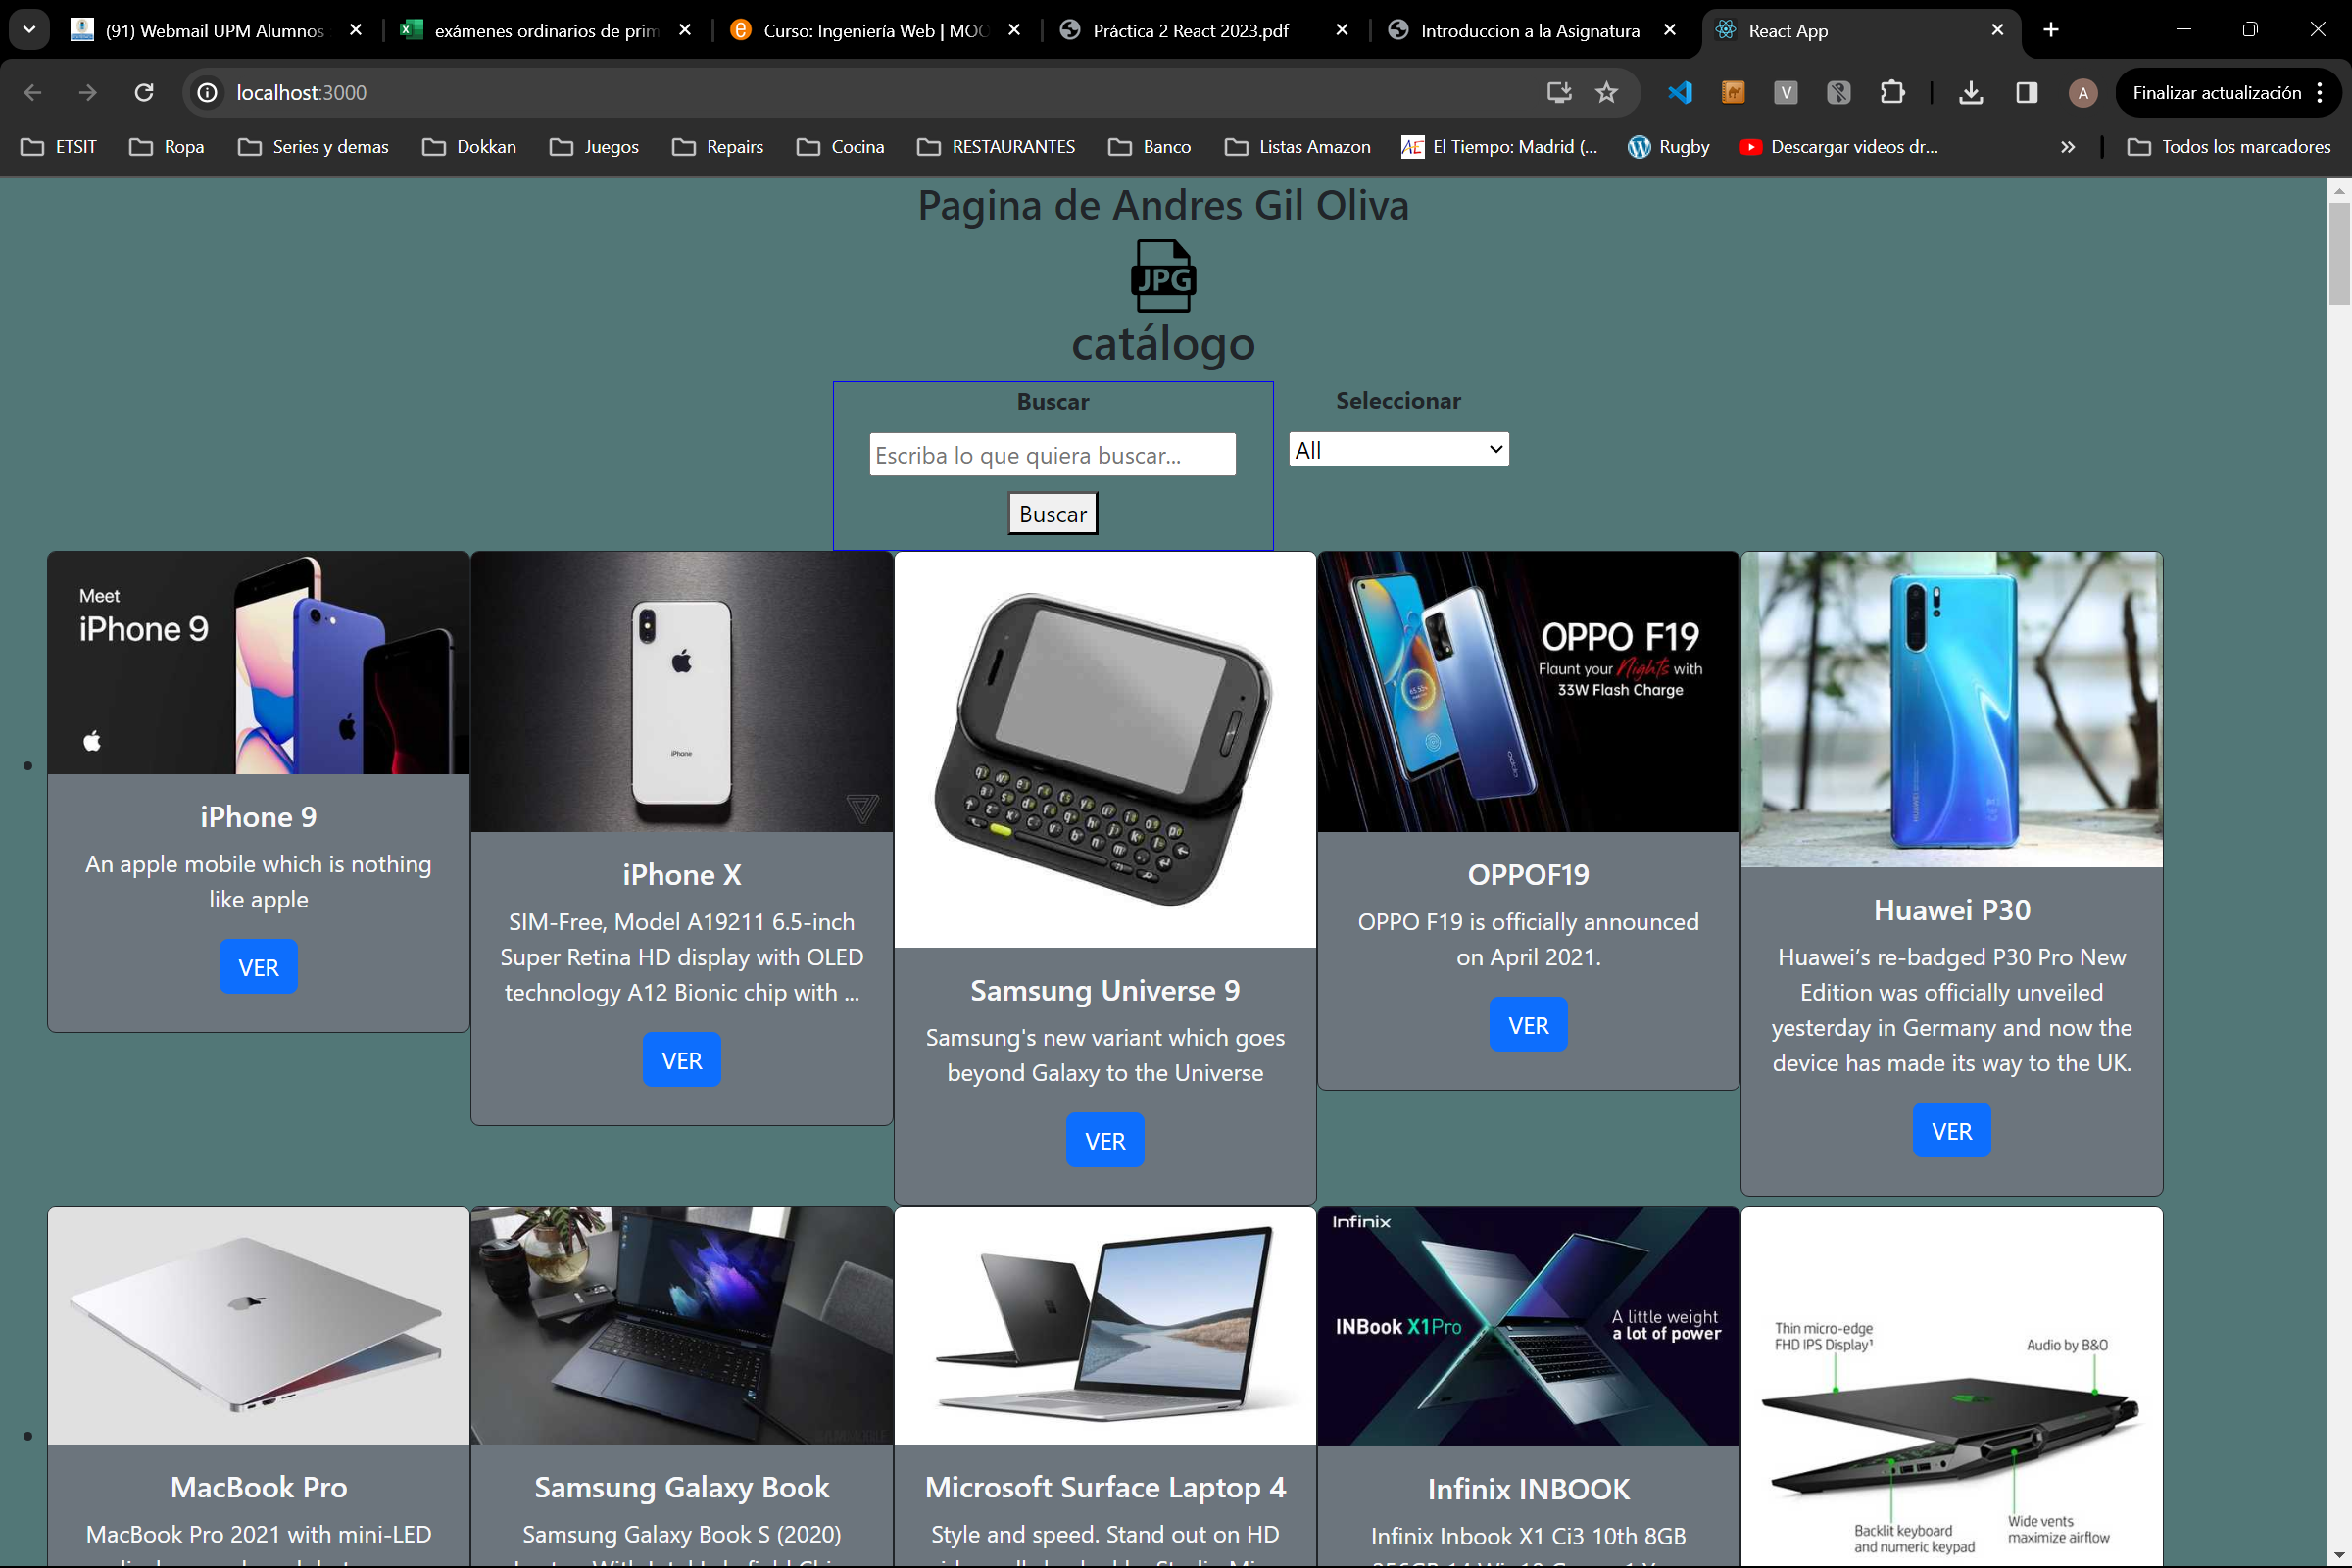 (91) Webmail UPM Alumnos
exámenes ordinarios de prim
Curso: Ingeniería Web | MOO
Práctica 2 React 2023.pdf
Introduccion a la Asignatura
React App
localhost:3000
V
A
Finalizar actualización
ETSIT
Ropa
Series y demas
Dokkan
Juegos
Repairs
Cocina
RESTAURANTES
Banco
Listas Amazon
El Tiempo: Madrid (...
Rugby
Descargar videos dr...
Todos los marcadores
Pagina de Andres Gil Oliva
JPG
catálogo
Buscar
Seleccionar
Escriba lo que quiera buscar...
All
Buscar
Meet
iPhone 9
iPhone 9
An apple mobile which is nothing
like apple
VER
iPhone
iPhone X
SIM-Free, Model A19211 6.5-inch
Super Retina HD display with OLED
technology A12 Bionic chip with ...
VER
Samsung Universe 9
Samsung's new variant which goes
beyond Galaxy to the Universe
VER
OPPO F19
Flaunt your Nights with
33W Flash Charge
OPPOF19
OPPO F19 is officially announced
on April 2021.
VER
Huawei P30
Huawei’s re-badged P30 Pro New
Edition was officially unveiled
yesterday in Germany and now the
device has made its way to the UK.
VER
MacBook Pro
MacBook Pro 2021 with mini-LED
Samsung Galaxy Book
Samsung Galaxy Book S (2020)
Microsoft Surface Laptop 4
Style and speed. Stand out on HD
Infinix
INBook X1Pro
A little weight
a lot of power
Infinix INBOOK
Infinix Inbook X1 Ci3 10th 8GB
Thin micro-edge
FHD IPS Display¹
Audio by B&O
Backlit keyboard
and numeric keypad
Wide vents
maximize airflow